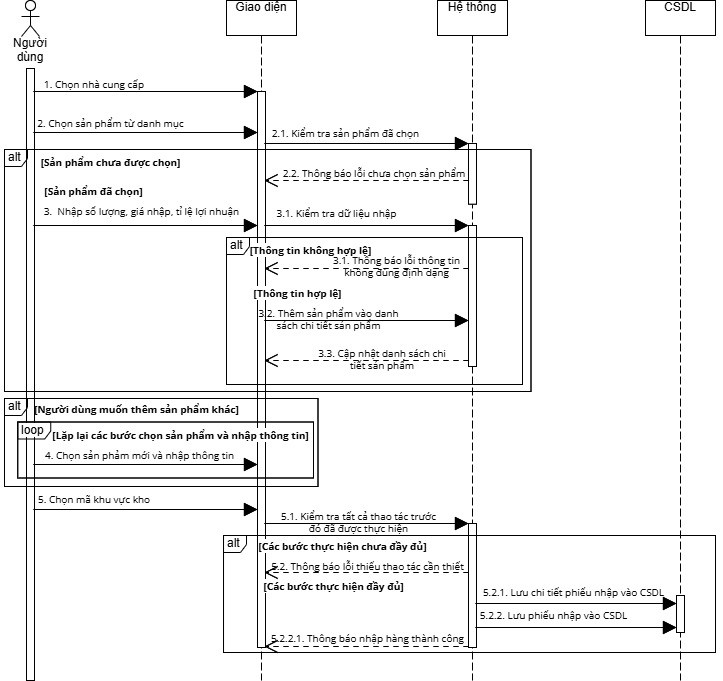 Người
dùng
Giao diện
Hệ thống
CSDL
1. Chọn nhà cung cấp
2. Chọn sản phẩm từ danh mục
2.1. Kiểm tra sản phẩm đã chọn
alt
[Sản phẩm chưa được chọn]
2.2. Thông báo lỗi chưa chọn sản phẩm
[Sản phẩm đã chọn]
3. Nhập số lượng, giá nhập, tỉ lệ lợi nhuận
3.1. Kiểm tra dữ liệu nhập
alt
[Thông tin không hợp lệ]
3.1. Thông báo lỗi thông tin
không đúng định dạng
[Thông tin hợp lệ]
3.2. Thêm sản phẩm vào danh
sách chi tiết sản phẩm
3.3. Cập nhật danh sách chi
tiết sản phẩm
alt
[Người dùng muốn thêm sản phẩm khác]
loop
[Lặp lại các bước chọn sản phẩm và nhập thông tin]
4. Chọn sản phảm mới và nhập thông tin
5. Chọn mã khu vực kho
5.1. Kiểm tra tất cả thao tác trước
đó đã được thực hiện
alt
[Các bước thực hiện chưa đầy đủ]
5.2. Thông báo lỗi thiếu thao tác cần thiết
[Các bước thực hiện đầy đủ]
5.2.1. Lưu chi tiết phiếu nhập vào CSDL
5.2.2. Lưu phiếu nhập vào CSDL
5.2.2.1. Thông báo nhập hàng thành công